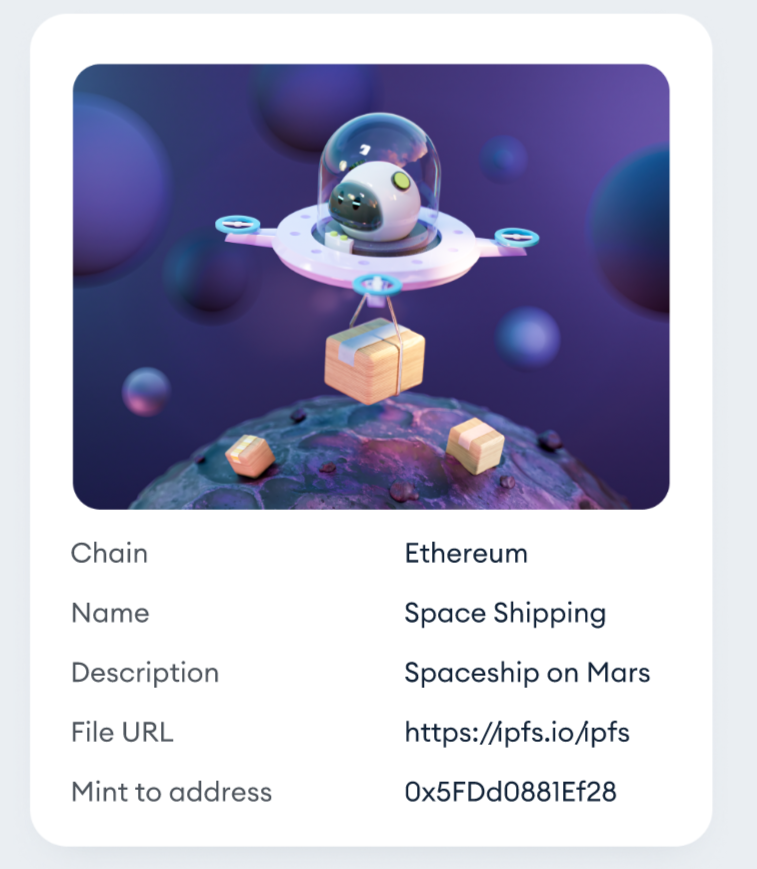 Chain Ethereum
Name Space Shipping
Description Spaceship on Mars
File URL https://ipfs.io/ipfs
Mint to address 0x5FDd0881Ef28